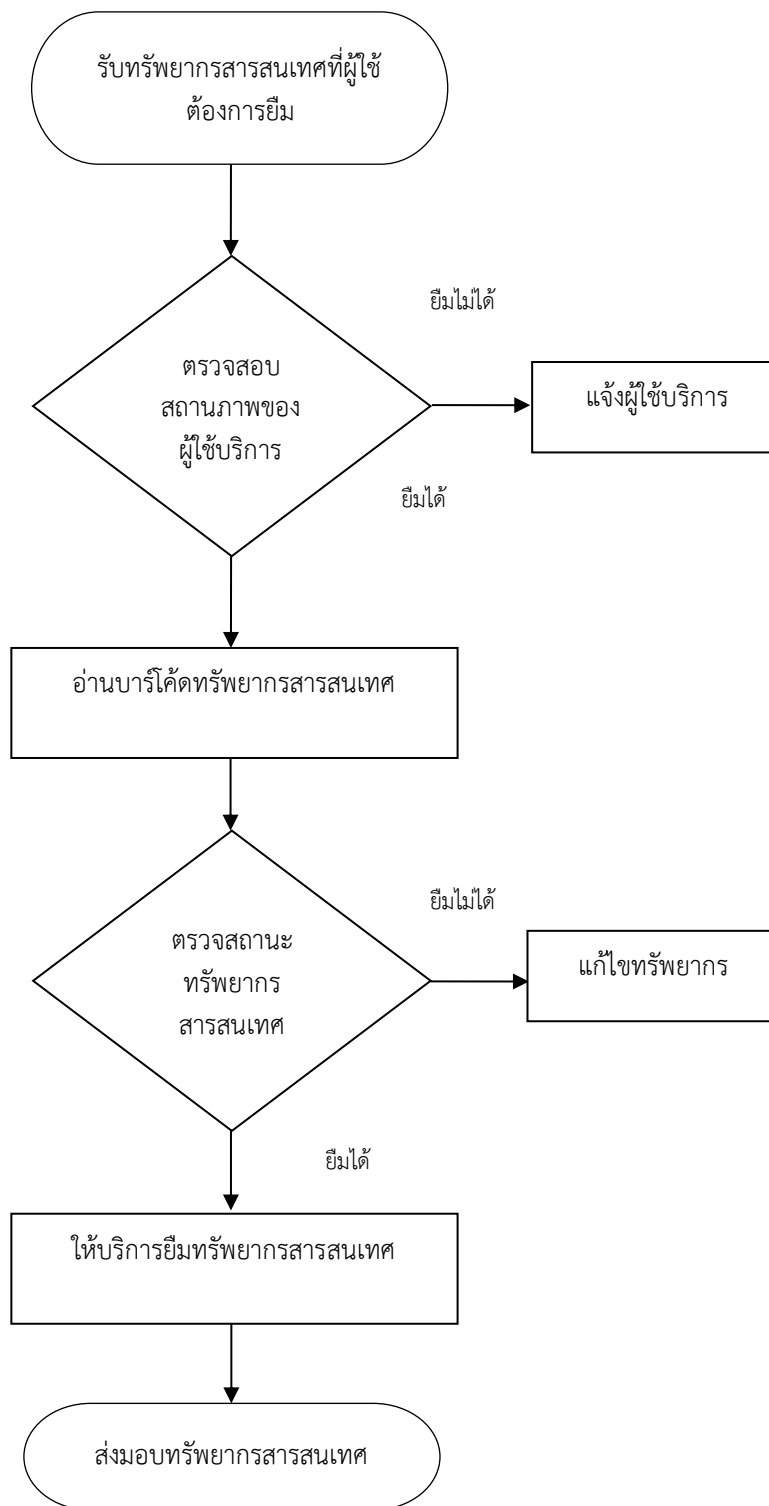 รับทรัพยากรสารสนเทศที่ผู้ใช้
ต้องการยืม
ยืมไม่ได้
ตรวจสอบ
สถานภาพของ
ผู้ใช้บริการ
แจ้งผู้ใช้บริการ
ยืมได้
อ่านบาร์โค้ดทรัพยากรสารสนเทศ
ยืมไม่ได้
ตรวจสถานะ
ทรัพยากร
สารสนเทศ
แก้ไขทรัพยากร
ยืมได้
ให้บริการยืมทรัพยากรสารสนเทศ
ส่งมอบทรัพยากรสารสนเทศ